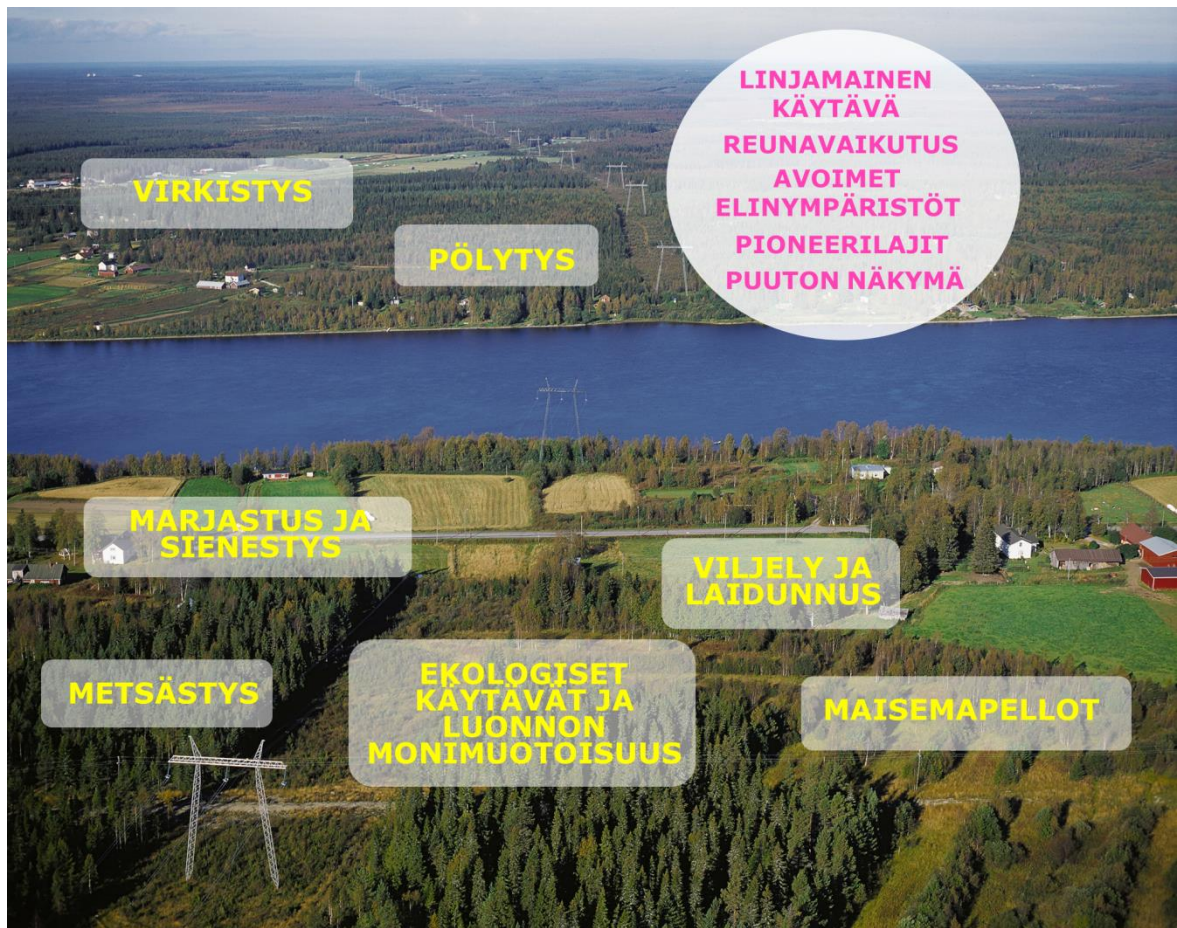 LINJAMAINEN
KÄYTÄVÄ
REUNAVAIKUTUS
AVOIMET
ELINYMPÄRISTÖT
PIONEERILAJIT
PUUTON NÄKYMÄ
VIRKISTYS
PÖLYTYS
MARJASTUS JA
SIENESTYS
VILJELY JA
LAIDUNNUS
METSÄSTYS
EKOLOGISET
KÄYTÄVÄT JA
LUONNON
MONIMUOTOISUUS
MAISEMAPELLOT